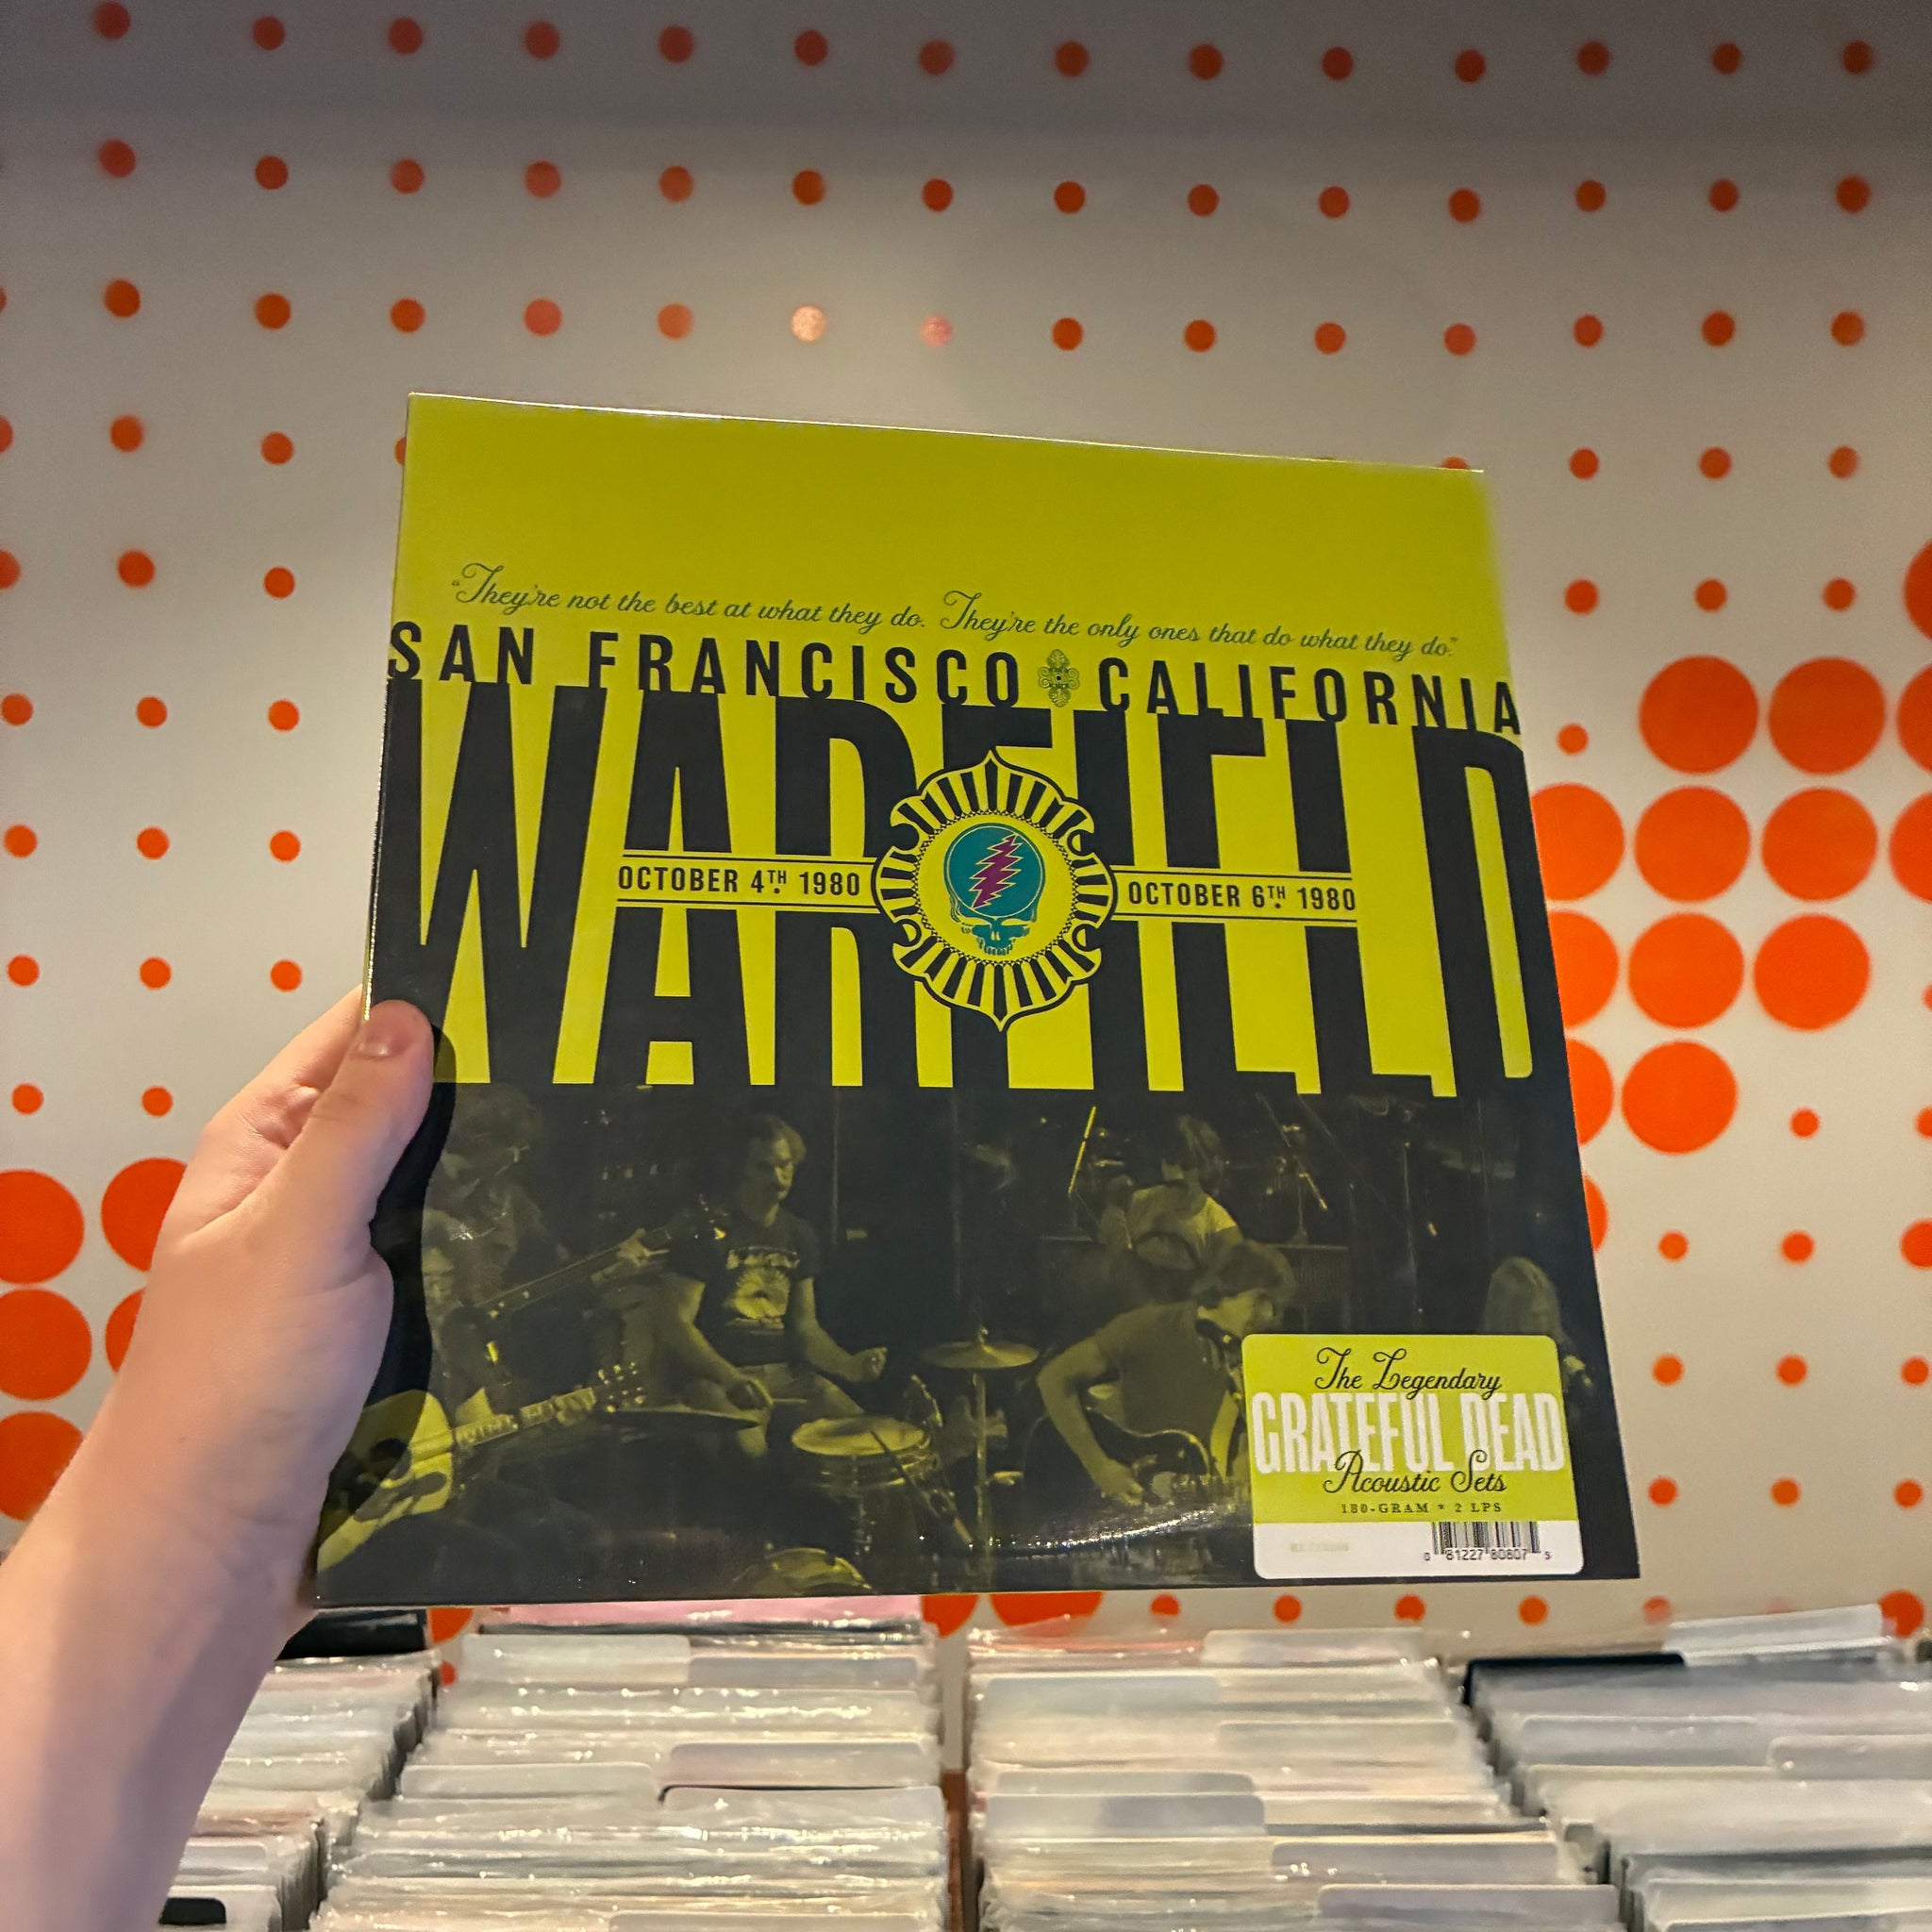 “They're not the best at what they do. They're the only ones that do what they do.”
SAN FRANCISCO CALIFORNIA
WARFIELD
OCTOBER 4TH 1980
OCTOBER 6TH 1980
The Legendary
GRATEFUL DEAD
Acoustic Sets
180-GRAM * 2 LPS
0 81227 80607 5